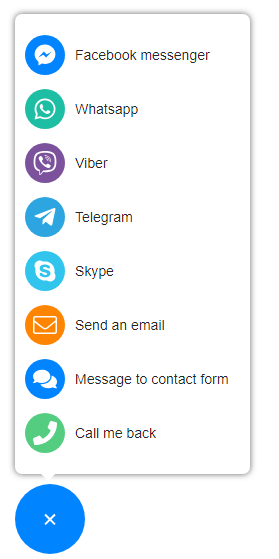 Facebook messenger
Whatsapp
Viber
Telegram
Skype
Send an email
Message to contact form
Call me back